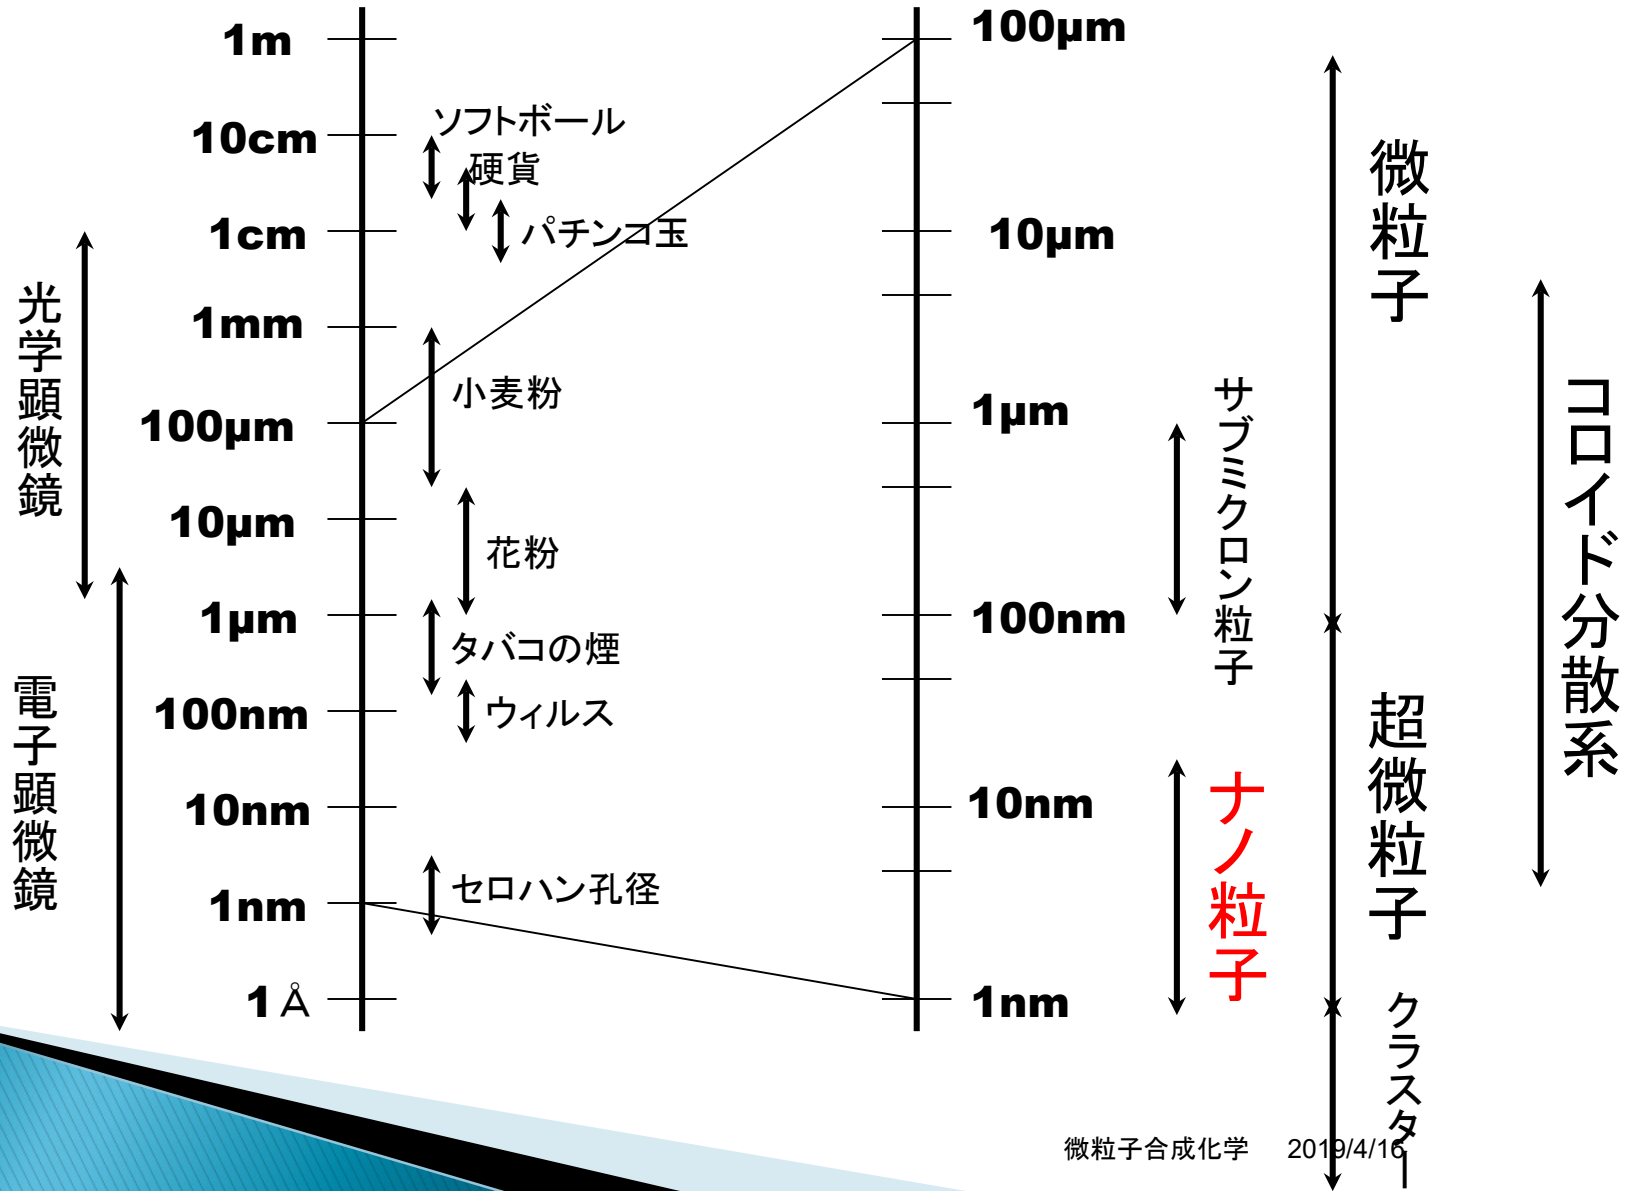 光学顕微鏡
電子顕微鏡
1m
10cm
1cm
1mm
100µm
10µm
1µm
100nm
10nm
1nm
1Å
ソフトボール
硬貨
パチンコ玉
小麦粉
花粉
タバコの煙
ウィルス
セロハン孔径
100µm
10µm
1µm
100nm
10nm
1nm
サブミクロン粒子
ナノ粒子
微粒子
超微粒子
クラスター
コロイド分散系
微粒子合成化学 2019/4/16